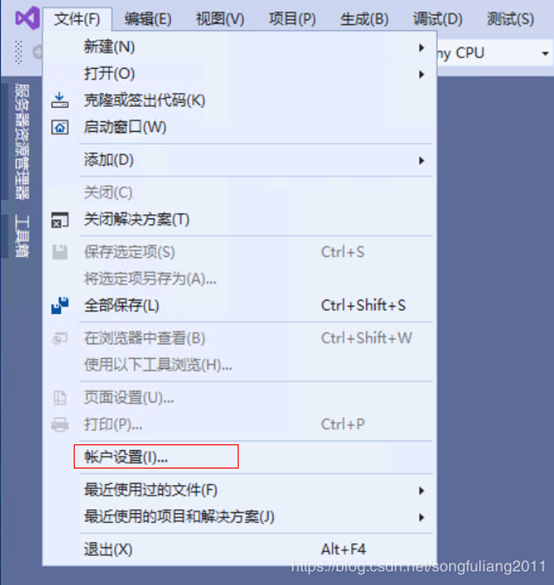 文件(F) 编辑(E) 视图(V) 项目(P) 生成(B) 调试(D) 测试(S)
新建(N)
ny CPU
打开(O)
克隆或签出代码(K)
启动窗口(W)
添加(D)
关闭(C)
关闭解决方案(T)
保存选定项(S) Ctrl+S
将选定项另存为(A)...
全部保存(L) Ctrl+Shift+S
在浏览器中查看(B) Ctrl+Shift+W
使用以下工具浏览(H)...
页面设置(U)...
打印(P)... Ctrl+P
帐户设置(I)...
最近使用过的文件(F)
最近使用的项目和解决方案(J)
退出(X) Alt+F4
服务器资源管理器
工具箱
https://blog.csdn.net/songfuliang2011